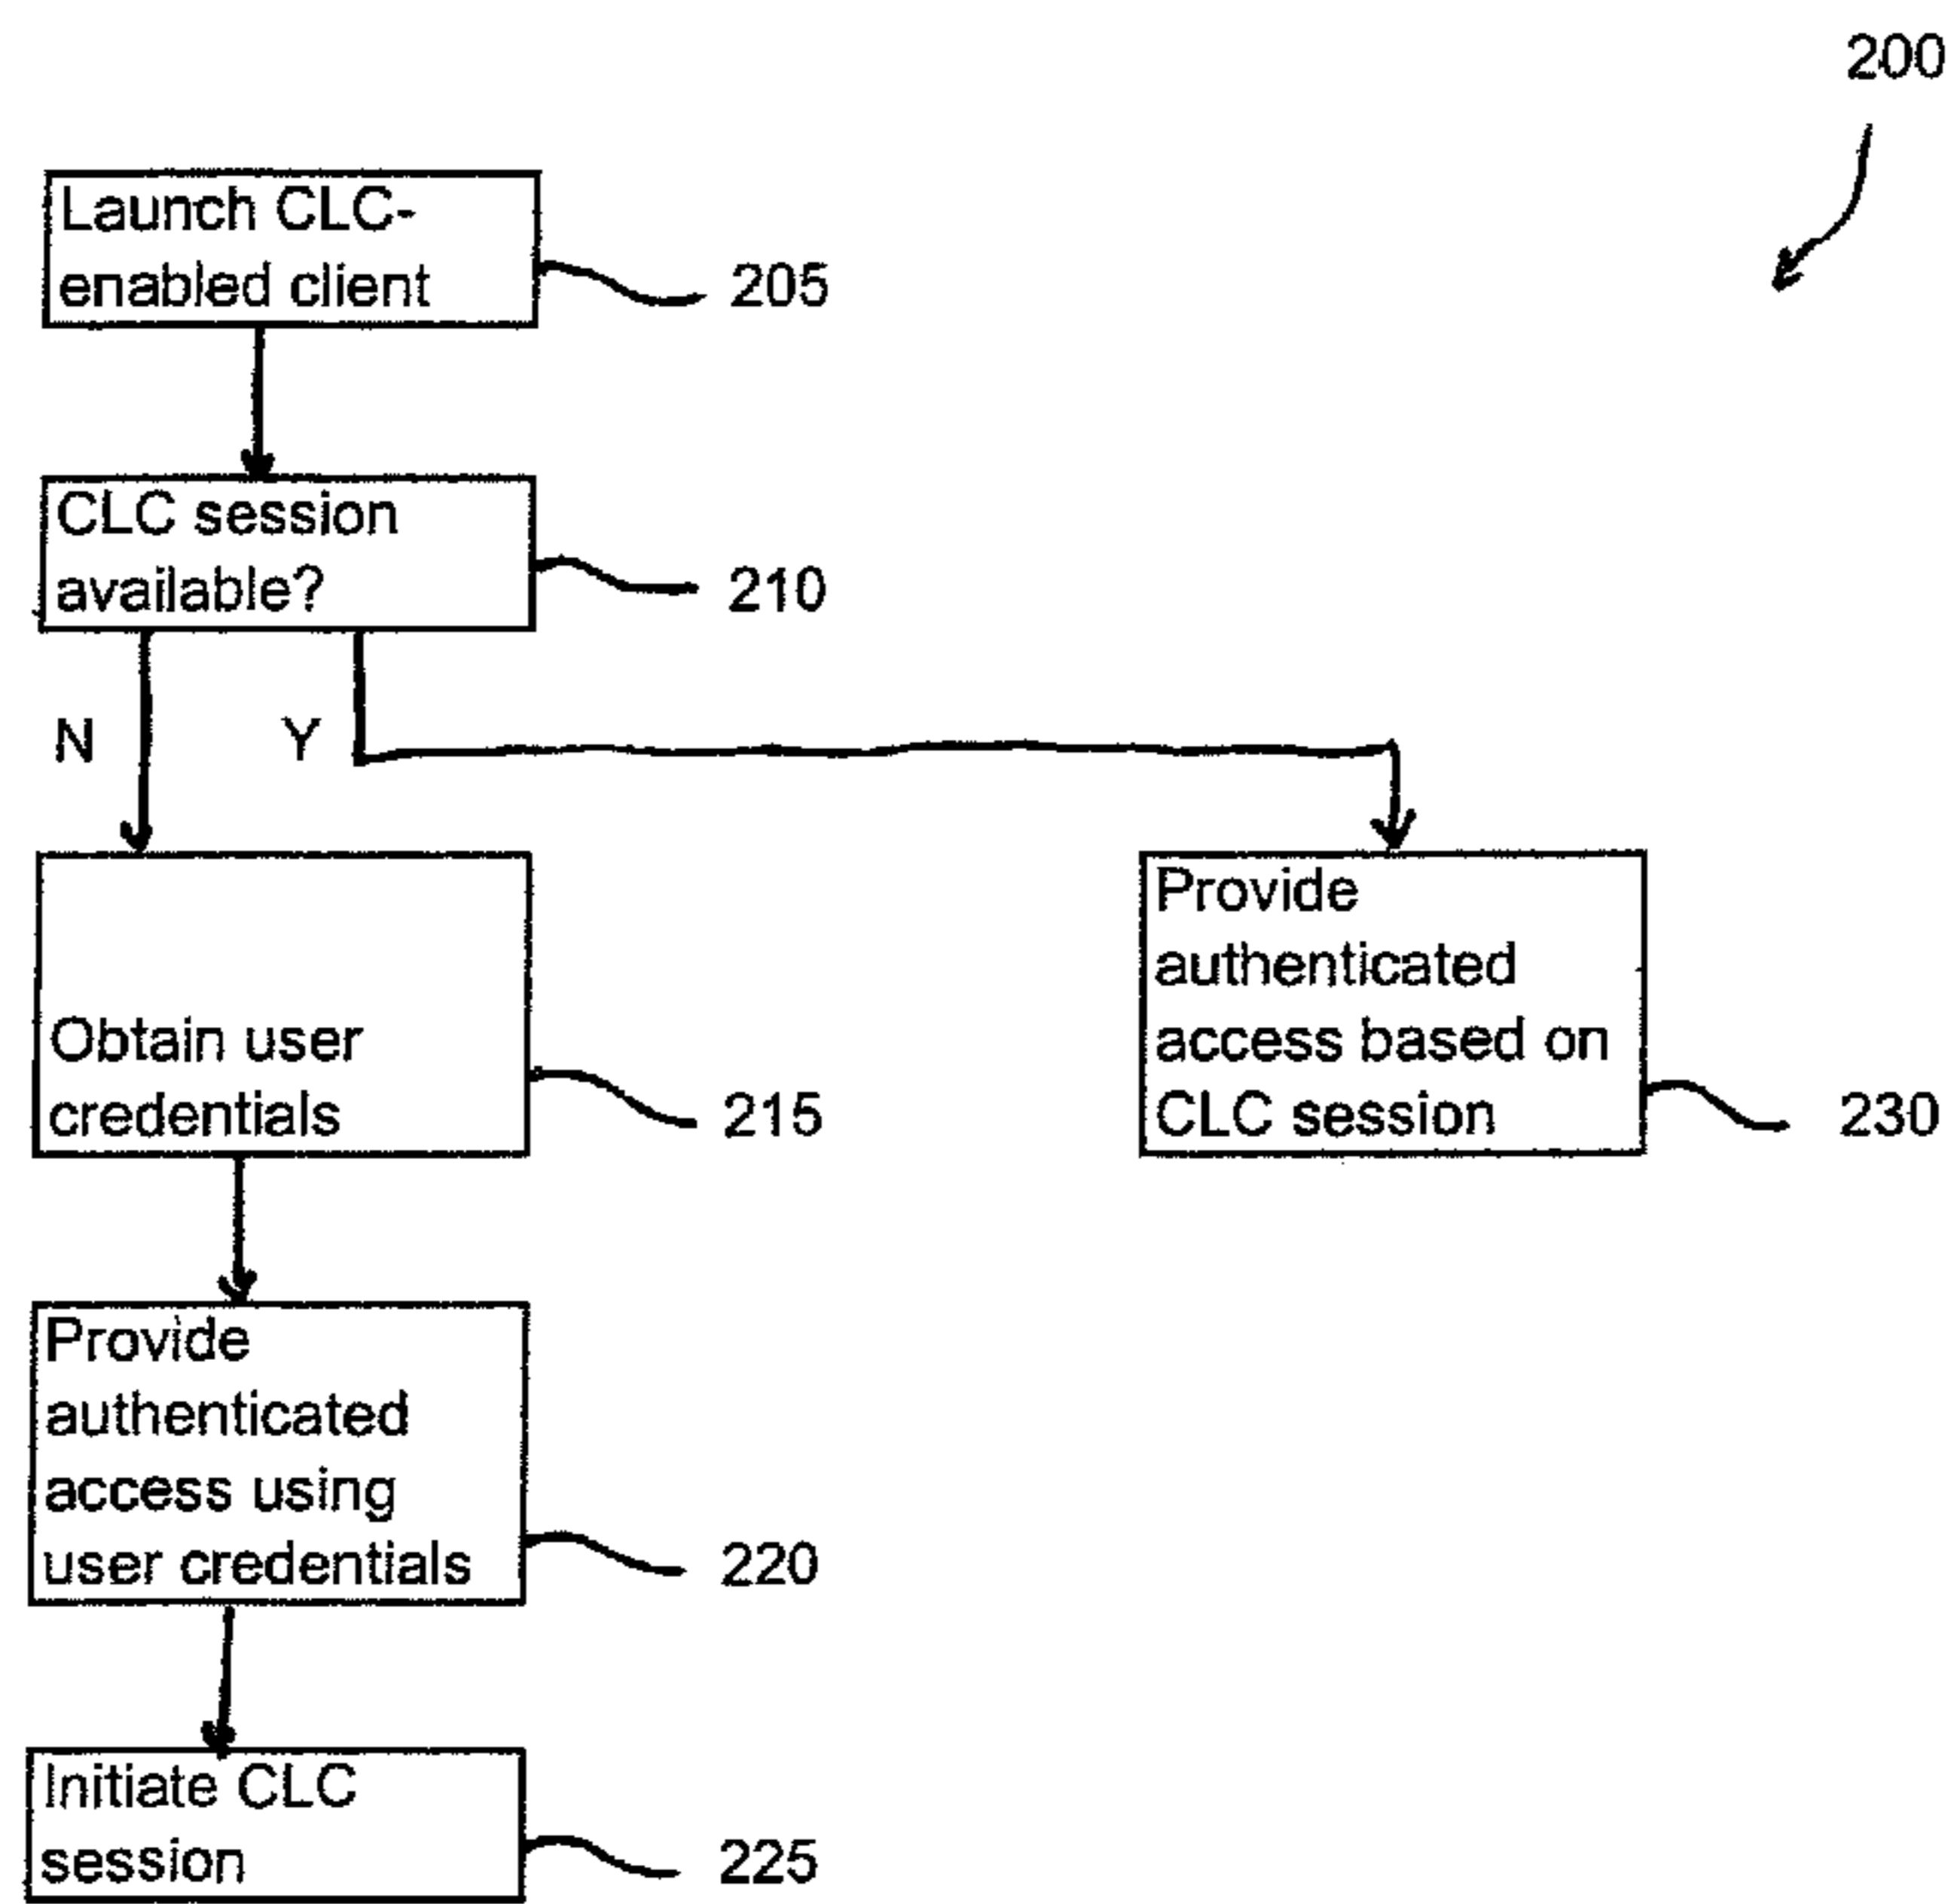 200
Launch CLC-
enabled client
205
CLC session
available?
210
N
Y
Obtain user
credentials
215
Provide
authenticated
access based on
CLC session
230
Provide
authenticated
access using
user credentials
220
Initiate CLC
session
225